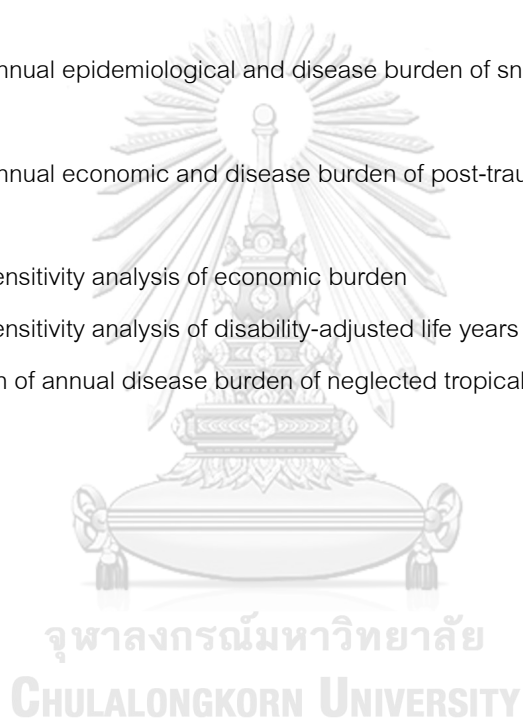 nnual epidemiological and disease burden of sn
nnual economic and disease burden of post-trau
ensitivity analysis of economic burden
ensitivity analysis of disability-adjusted life years
n of annual disease burden of neglected tropical
จุฬาลงกรณ์มหาวิทยาลัย
CHULALONGKORN UNIVERSITY